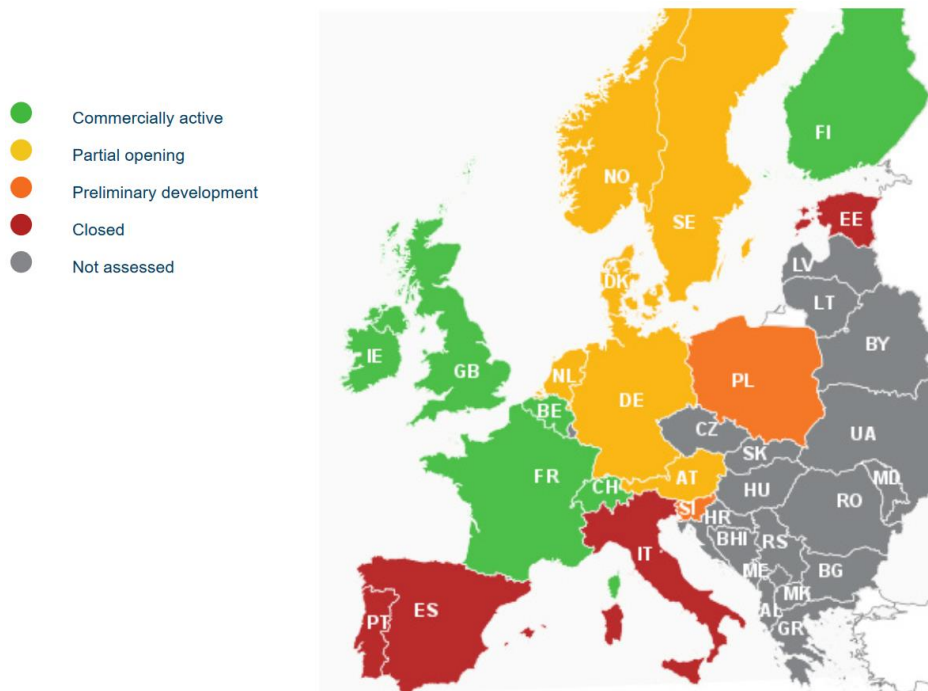 Commercially active
Partial opening
Preliminary development
Closed
Not assessed
FI
NO
SE
EE
LV
DK
LT
IE
BY
GB
NL
PL
DE
BE
CZ
UA
SK
FR
AT
MD
CH
HU
RO
SI
HR
BHI
RS
IT
ME
BG
MK
ES
PT
AL
GR